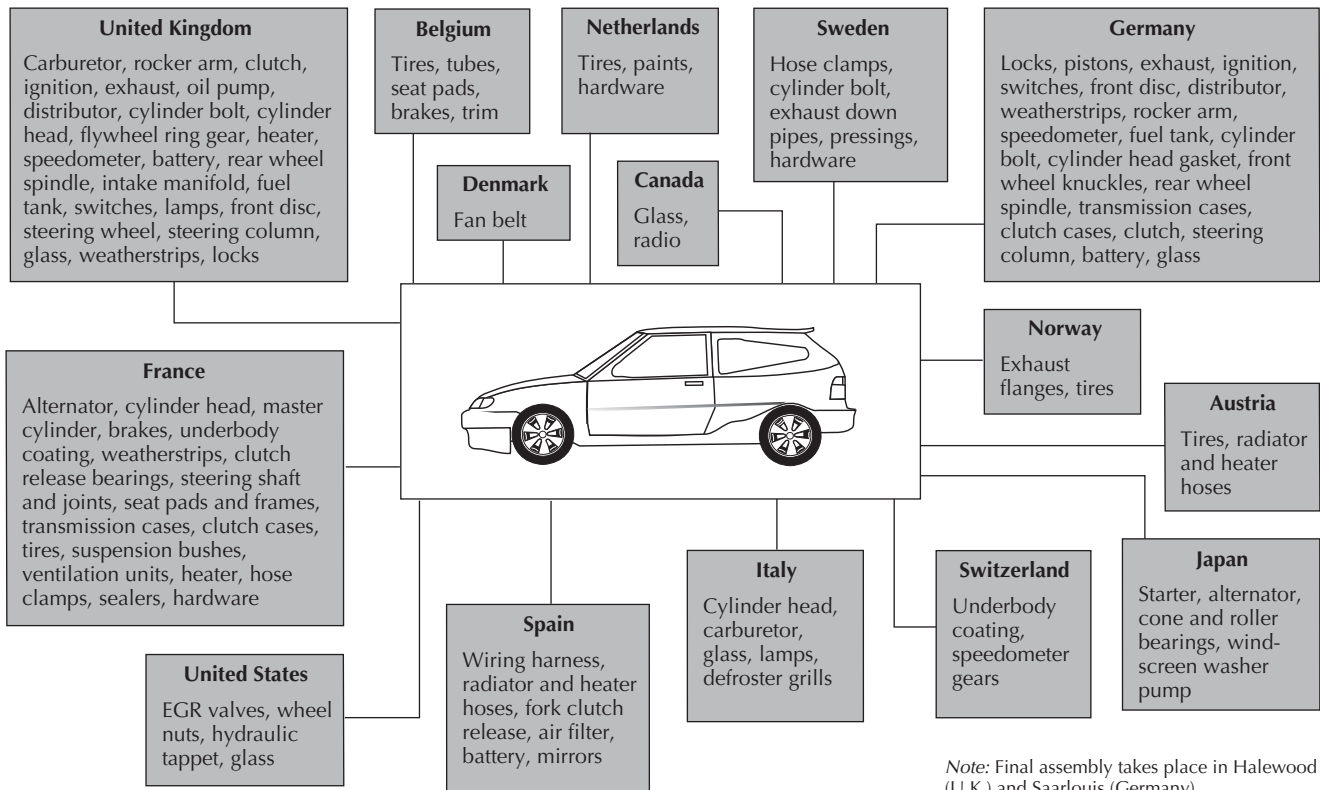 United Kingdom
Carburetor, rocker arm, clutch,
ignition, exhaust, oil pump,
distributor, cylinder bolt, cylinder
head, flywheel ring gear, heater,
speedometer, battery, rear wheel
spindle, intake manifold, fuel
tank, switches, lamps, front disc,
steering wheel, steering column,
glass, weatherstrips, locks
Belgium
Tires, tubes,
seat pads,
brakes, trim
Netherlands
Tires, paints,
hardware
Sweden
Hose clamps,
cylinder bolt,
exhaust down
pipes, pressings,
hardware
Germany
Locks, pistons, exhaust, ignition,
switches, front disc, distributor,
weatherstrips, rocker arm,
speedometer, fuel tank, cylinder
bolt, cylinder head gasket, front
wheel knuckles, rear wheel
spindle, transmission cases,
clutch cases, clutch, steering
column, battery, glass
Denmark
Fan belt
Canada
Glass,
radio
Norway
Exhaust
flanges, tires
France
Alternator, cylinder head, master
cylinder, brakes, underbody
coating, weatherstrips, clutch
release bearings, steering shaft
and joints, seat pads and frames,
transmission cases, clutch cases,
tires, suspension bushes,
ventilation units, heater, hose
clamps, sealers, hardware
Austria
Tires, radiator
and heater
hoses
United States
EGR valves, wheel
nuts, hydraulic
tappet, glass
Spain
Wiring harness,
radiator and heater
hoses, fork clutch
release, air filter,
battery, mirrors
Italy
Cylinder head,
carburetor,
glass, lamps,
defroster grills
Switzerland
Underbody
coating,
speedometer
gears
Japan
Starter, alternator,
cone and roller
bearings, wind-
screen washer
pump
Note: Final assembly takes place in Halewood
(U.K.) and Saarlouis (Germany)